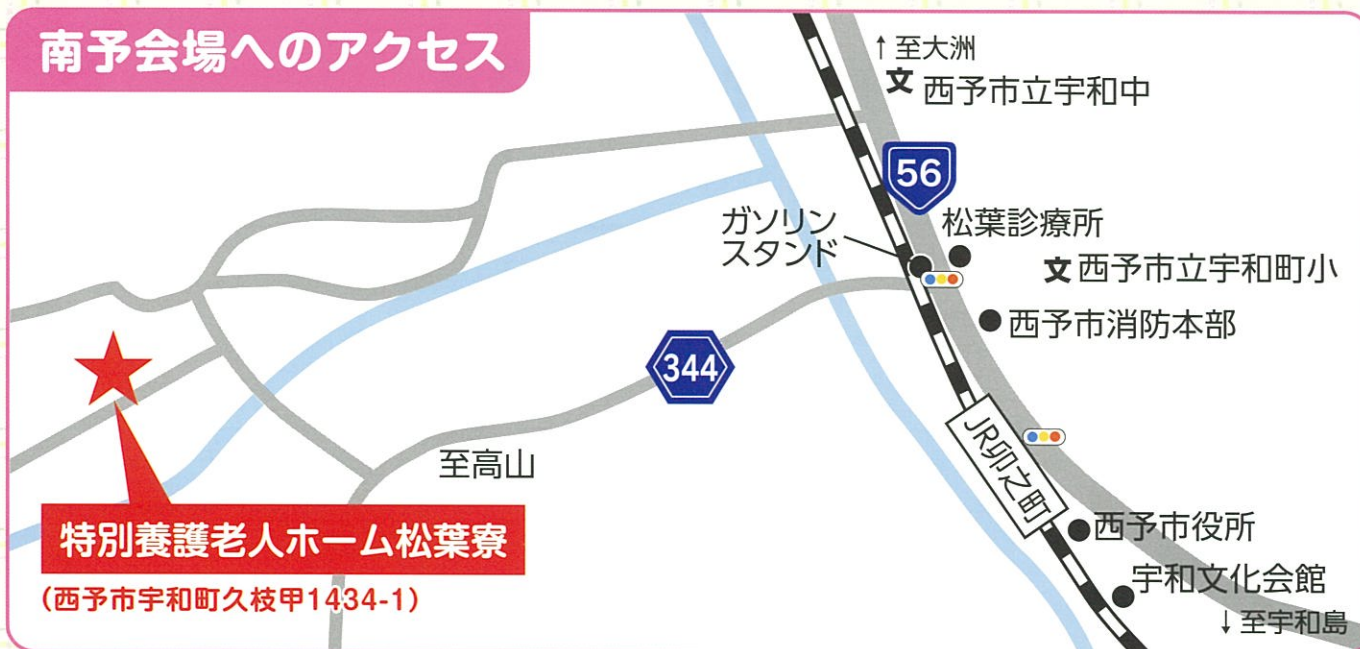 南予会場へのアクセス
↑至大洲
文 西予市立宇和中
56
ガソリン
スタンド
松葉診療所
文 西予市立宇和町小
西予市消防本部
344
JR卯之町
至高山
特別養護老人ホーム松葉寮
(西予市宇和町久枝甲1434-1)
西予市役所
宇和文化会館
↓至宇和島